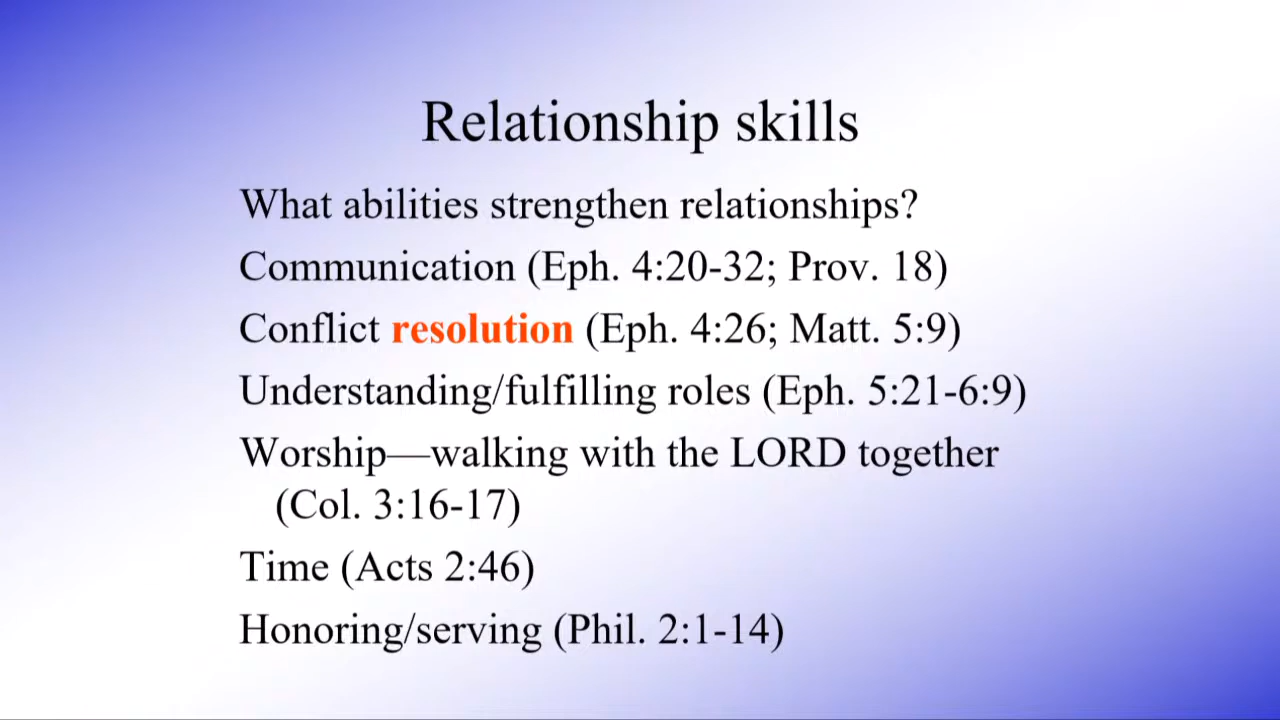 Relationship skills
What abilities strengthen relationships?
Communication (Eph. 4:20-32; Prov. 18)
Conflict resolution (Eph. 4:26; Matt. 5:9)
Understanding/fulfilling roles (Eph. 5:21-6:9)
Worship—walking with the LORD together
(Col. 3:16-17)
Time (Acts 2:46)
Honoring/serving (Phil. 2:1-14)